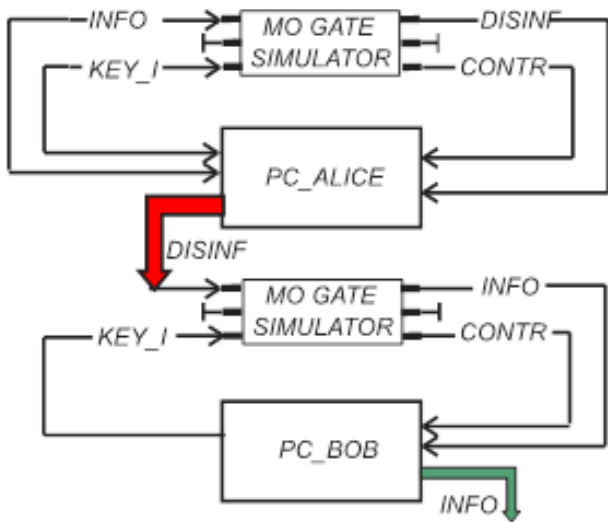 INFO
MO GATE
SIMULATOR
DISINF
KEY_I
CONTR
PC_ALICE
DISINF
MO GATE
SIMULATOR
INFO
KEY_I
CONTR
PC_BOB
INFO